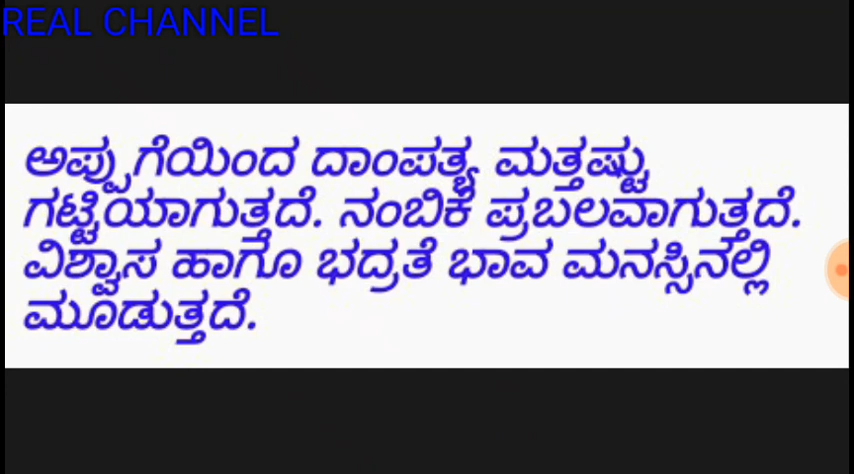 REAL CHANNEL
ಅಪ್ಪುಗೆಯಿಂದ ದಾಂಪತ್ಯ ಮತ್ತಷ್ಟು
ಗಟ್ಟಿಯಾಗುತ್ತದೆ. ನಂಬಿಕೆ ಪ್ರಬಲವಾಗುತ್ತದೆ.
ವಿಶ್ವಾಸ ಹಾಗೂ ಭದ್ರತೆ ಭಾವ ಮನಸ್ಸಿನಲ್ಲಿ
ಮೂಡುತ್ತದೆ.